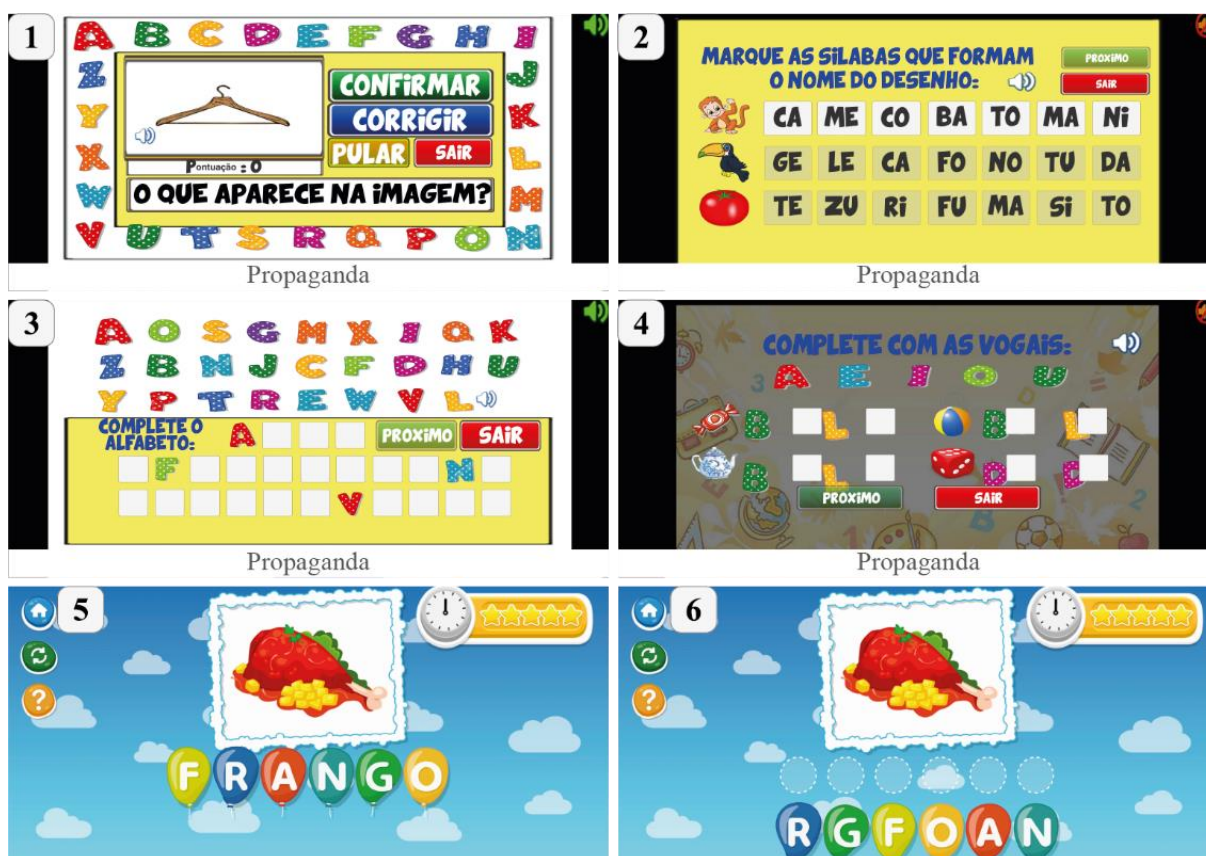 1
A B C D E F G H I
Z J
Y K
X L
W M
V U T S R Q P O N
CONFIRMAR
CORRIGIR
PULAR SAIR
Pontuação : 0
O QUE APARECE NA IMAGEM?
Propaganda
2
MARQUE AS SÍLABAS QUE FORMAM
O NOME DO DESENHO:
PROXIMO
SAIR
CA ME CO BA TO MA NI
GE LE CA FO NO TU DA
TE ZU RI FU MA SI TO
Propaganda
3
A O S G M X I Q K
Z B N J C F D H U
Y P T R E W V L
COMPLETE O
ALFABETO:
A
PROXIMO SAIR
F N
V
Propaganda
4
COMPLETE COM AS VOGAIS:
A E I O U
B L B L
B L D D
PROXIMO SAIR
Propaganda
5
FRANGO
6
RGFOAN